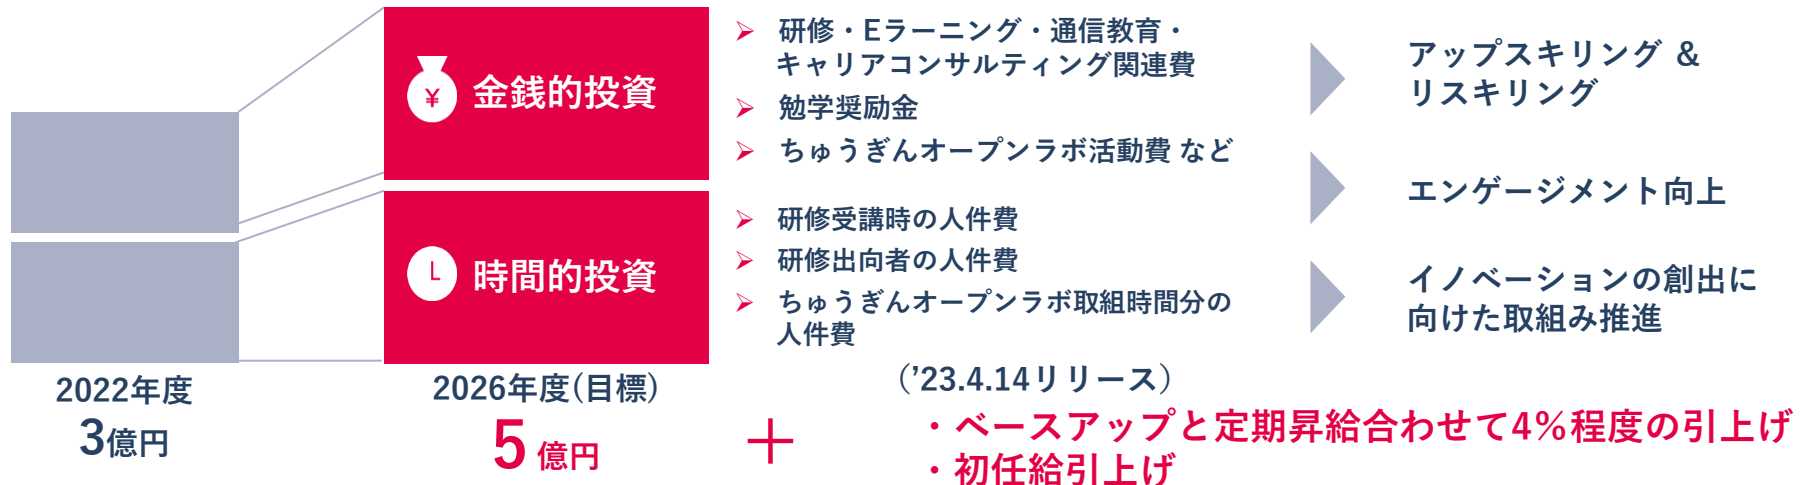 金銭的投資
研修・Eラーニング・通信教育・
キャリアコンサルティング関連費
勉学奨励金
ちゅうぎんオープンラボ活動費 など
時間的投資
研修受講時の人件費
研修出向者の人件費
ちゅうぎんオープンラボ取組時間分の
人件費
アップスキリング ＆
リスキリング
エンゲージメント向上
イノベーションの創出に
向けた取組み推進
2022年度
3億円
2026年度(目標)
5億円
＋
（’23.4.14リリース）
・ベースアップと定期昇給合わせて4％程度の引上げ
・初任給引上げ